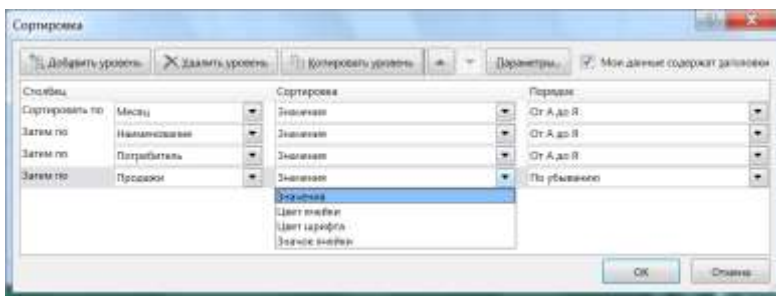 Сортировка
Добавить уровень Удалить уровень Копировать уровень Параметры... Мои данные содержат заголовки
Столбец Сортировка Порядок
Сортировать по Месяц Значения От А до Я
Затем по Наименование Значения От А до Я
Затем по Потребитель Значения От А до Я
Затем по Продажи Значения По убыванию
Значения
Цвет ячейки
Цвет шрифта
Значок ячейки
ОК Отмена